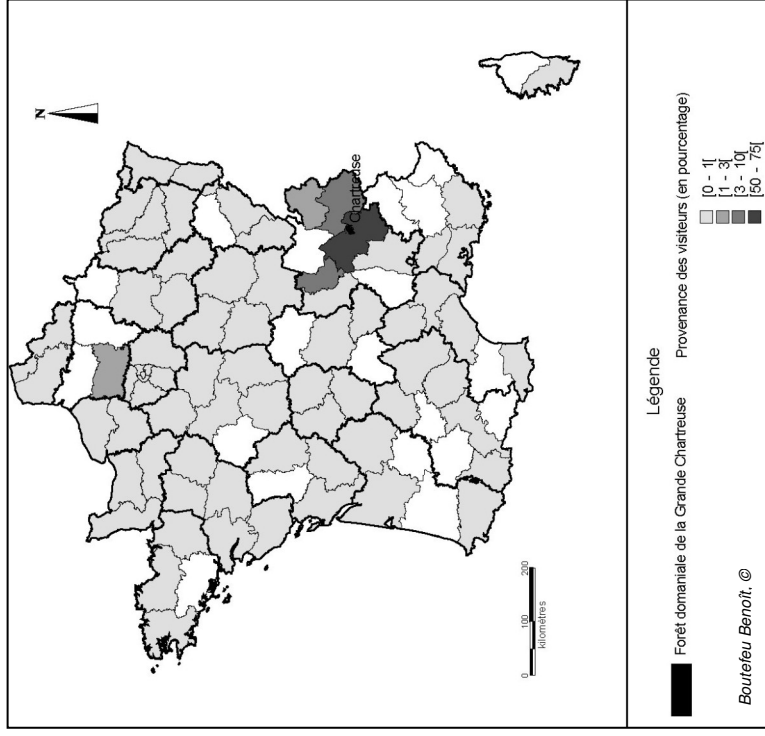 N
Chartreuse
0 100 200
kilomètres
Légende
Forêt domaniale de la Grande Chartreuse
Provenance des visiteurs (en pourcentage)
[0 - 1[
[1 - 3[
[3 - 10[
[50 - 75[
Boutefeu Benoît, ©